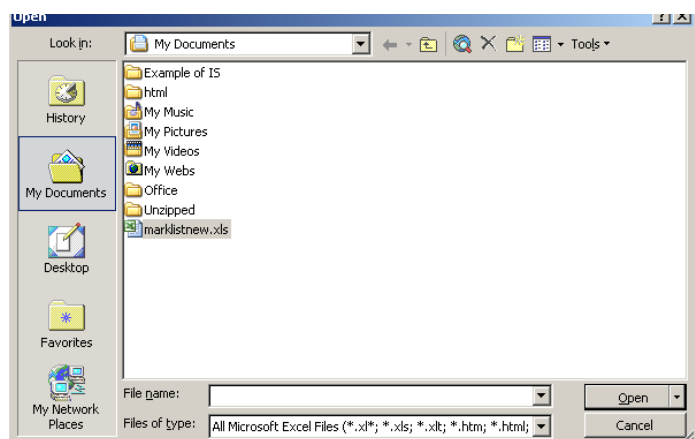 Open
Look in: My Documents Tools
Example of IS
html
My Music
My Pictures
My Videos
My Webs
Office
Unzipped
marklistnew.xls
History
My Documents
Desktop
Favorites
My Network
Places
File name: Open
Files of type: All Microsoft Excel Files (*.xl*; *.xls; *.xlt; *.htm; *.html; Cancel